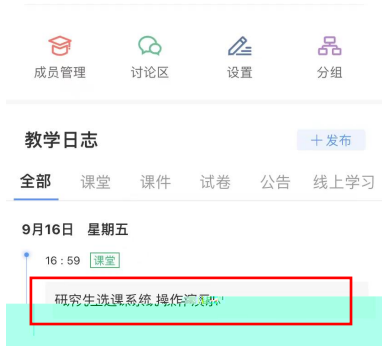 成员管理 讨论区 设置 分组
教学日志 +发布
全部 课堂 课件 试卷 公告 线上学习
9月16日 星期五
16:59 课堂
研究生选课系统 操作演示